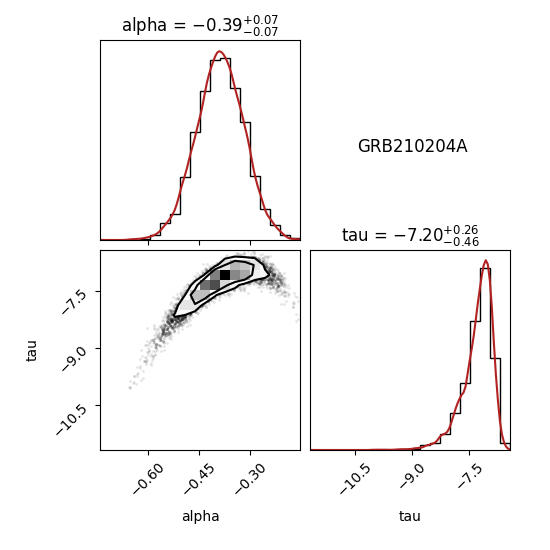 alpha = −0.39^{+0.07}_{−0.07}
GRB210204A
tau = −7.20^{+0.26}_{−0.46}
tau
−7.5
−9.0
−10.5
−0.60 −0.45 −0.30
−10.5 −9.0 −7.5
alpha tau